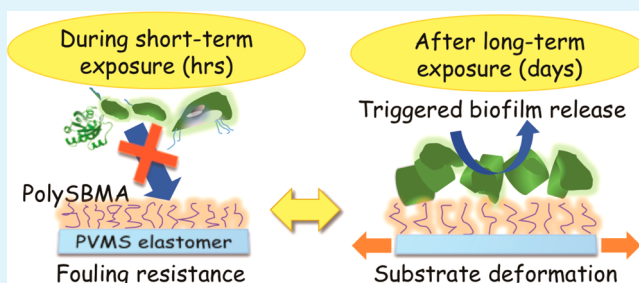 During short-term
exposure (hrs)
PolySBMA
PVMS elastomer
Fouling resistance
After long-term
exposure (days)
Triggered biofilm release
Substrate deformation